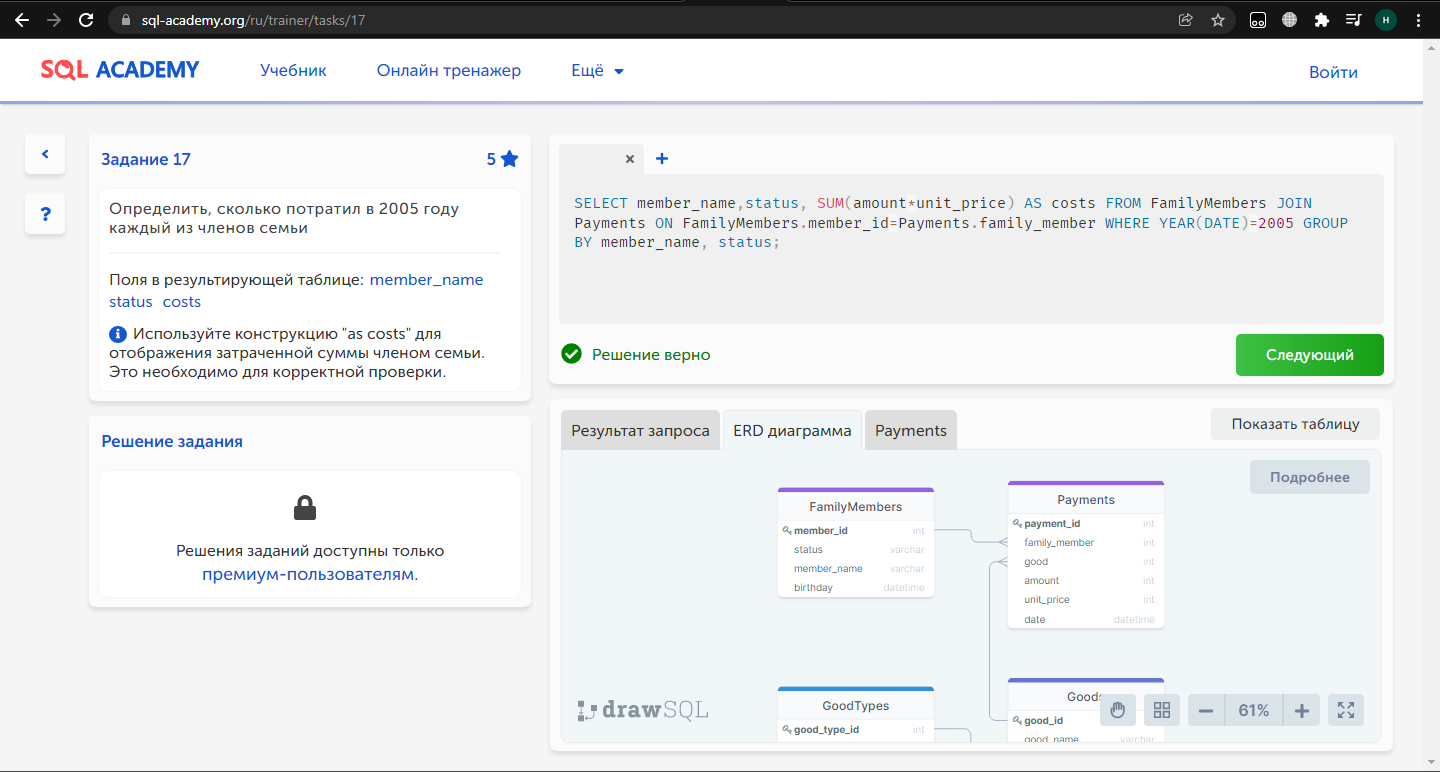 sql-academy.org/ru/trainer/tasks/17
H
SQL ACADEMY
Учебник
Онлайн тренажер
Ещё
Войти
Задание 17
5
?
Определить, сколько потратил в 2005 году
каждый из членов семьи
Поля в результирующей таблице: member_name
status costs
Используйте конструкцию "as costs" для
отображения затраченной суммы членом семьи.
Это необходимо для корректной проверки.
Решение задания
Решения заданий доступны только
премиум-пользователям.
SELECT member_name,status, SUM(amount*unit_price) AS costs FROM FamilyMembers JOIN
Payments ON FamilyMembers.member_id=Payments.family_member WHERE YEAR(DATE)=2005 GROUP
BY member_name, status;
Решение верно
Следующий
Результат запроса
ERD диаграмма
Payments
Показать таблицу
Подробнее
FamilyMembers
member_id int
status varchar
member_name varchar
birthday datetime
Payments
payment_id int
family_member int
good int
amount int
unit_price int
date datetime
GoodTypes
good_type_id int
Goods
good_id
good_name varchar
drawSQL
61%